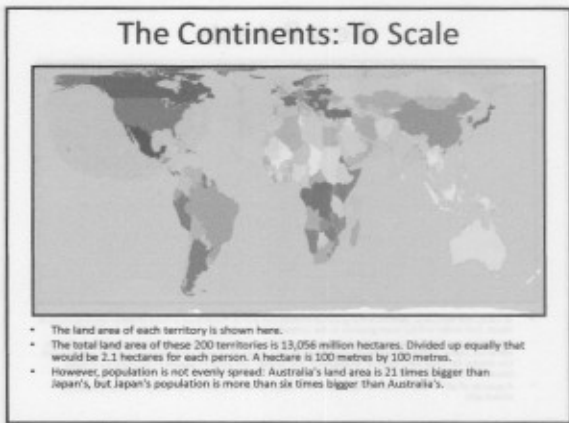 The Continents: To Scale
• The land area of each territory is shown here.
• The total land area of these 200 territories is 13,056 million hectares. Divided up equally that
would be 2.1 hectares for each person. A hectare is 100 metres by 100 metres.
• However, population is not evenly spread: Australia's land area is 21 times bigger than
Japan's, but Japan's population is more than six times bigger than Australia's.